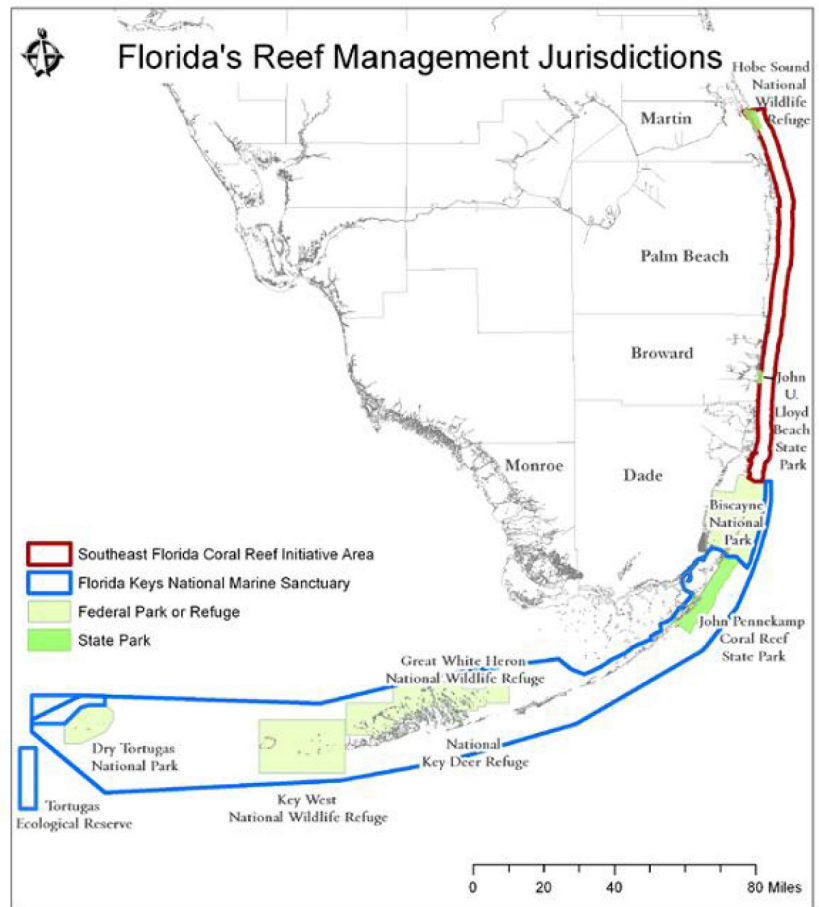 Florida's Reef Management Jurisdictions
Hobe Sound
National
Wildlife
Refuge
Martin
Palm Beach
Broward
John
U.
Lloyd
Beach
State
Park
Monroe
Dade
Biscayne
National
Park
Southeast Florida Coral Reef Initiative Area
Florida Keys National Marine Sanctuary
Federal Park or Refuge
State Park
John Pennekamp
Coral Reef
State Park
Great White Heron
National Wildlife Refuge
Dry Tortugas
National Park
National
Key Deer Refuge
Key West
National Wildlife Refuge
Tortugas
Ecological Reserve
0 20 40 60 80 Miles